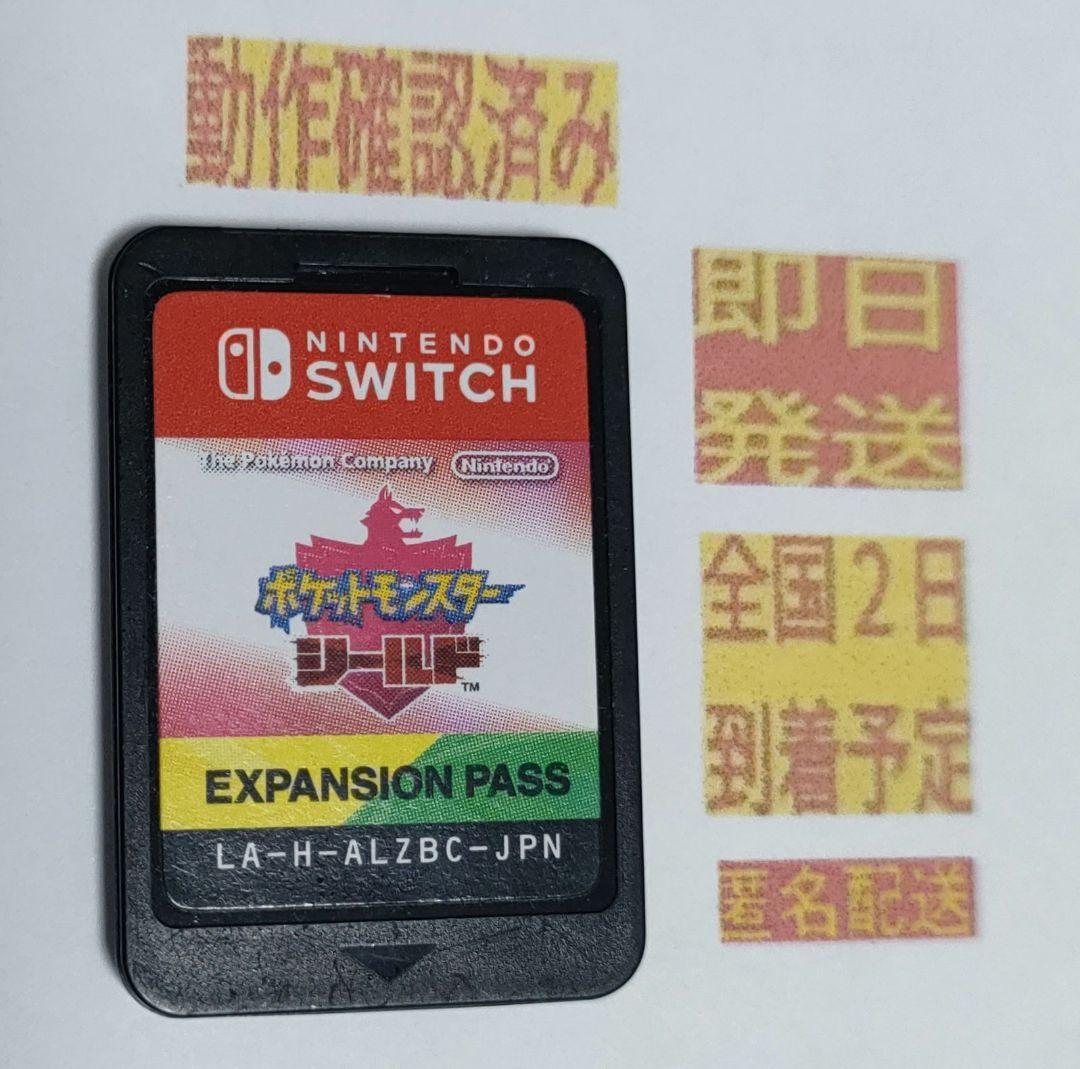 動作確認済み
NINTENDO
SWITCH
The Pokémon Company Nintendo
ポケットモンスター
シールド™
EXPANSION PASS
LA-H-ALZBC-JPN
即日
発送
全国2日
到着予定
匿名配送